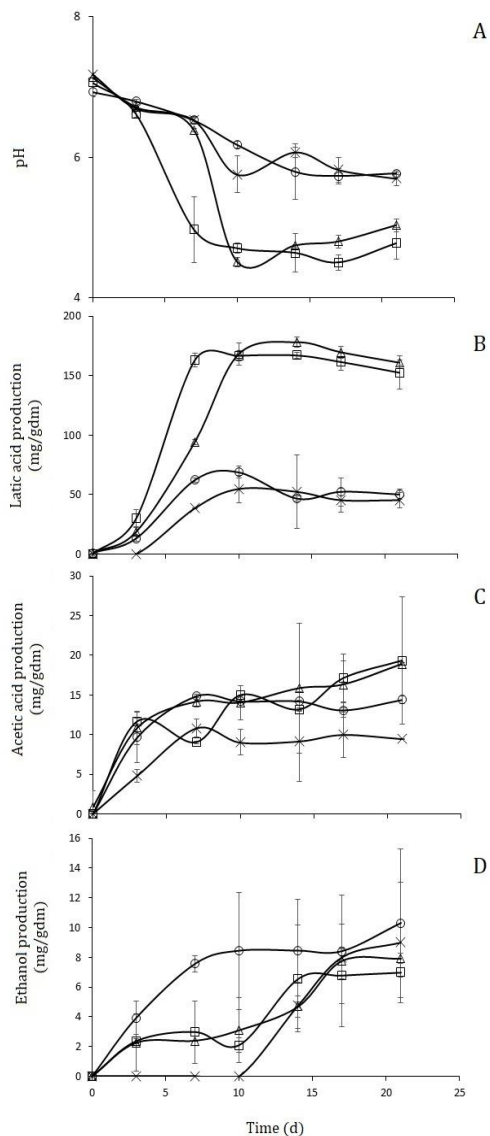 A
8
6
4
pH
B
200
150
100
50
0
Latic acid production
(mg/gdm)
C
30
25
20
15
10
5
0
Acetic acid production
(mg/gdm)
D
16
14
12
10
8
6
4
2
0
Ethanol production
(mg/gdm)
0 5 10 15 20 25
Time (d)